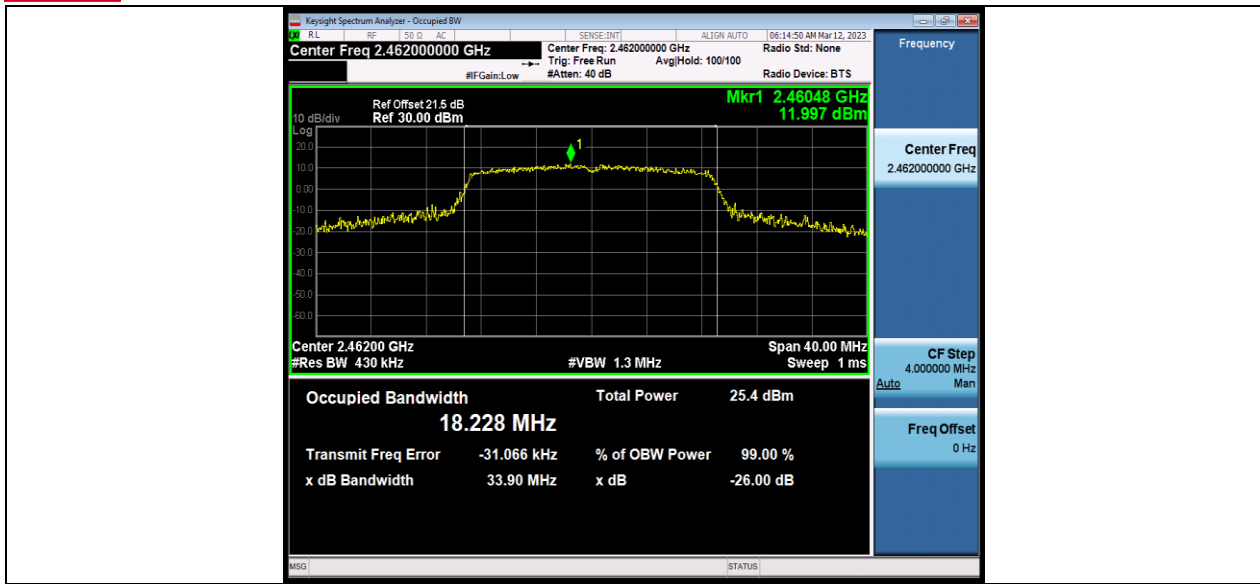 Keysight Spectrum Analyzer - Occupied BW
RL RF 50 Ω AC SENSE:INT ALIGN AUTO 06:14:50 AM Mar 12, 2023
Center Freq 2.462000000 GHz
Center Freq: 2.462000000 GHz
Radio Std: None
Trig: Free Run Avg|Hold: 100/100
#IFGain:Low
#Atten: 40 dB
Radio Device: BTS
Frequency
Mkr1 2.46048 GHz
11.997 dBm
Ref Offset 21.5 dB
10 dB/div Ref 30.00 dBm
Log
20.0
1
10.0
0.00
-10.0
-20.0
-30.0
-40.0
-50.0
-60.0
Center 2.46200 GHz
Span 40.00 MHz
#Res BW 430 kHz
#VBW 1.3 MHz
Sweep 1 ms
Center Freq
2.462000000 GHz
CF Step
4.000000 MHz
Auto Man
Freq Offset
0 Hz
Occupied Bandwidth
Total Power 25.4 dBm
18.228 MHz
Transmit Freq Error -31.066 kHz
% of OBW Power 99.00 %
x dB Bandwidth 33.90 MHz
x dB -26.00 dB
MSG STATUS